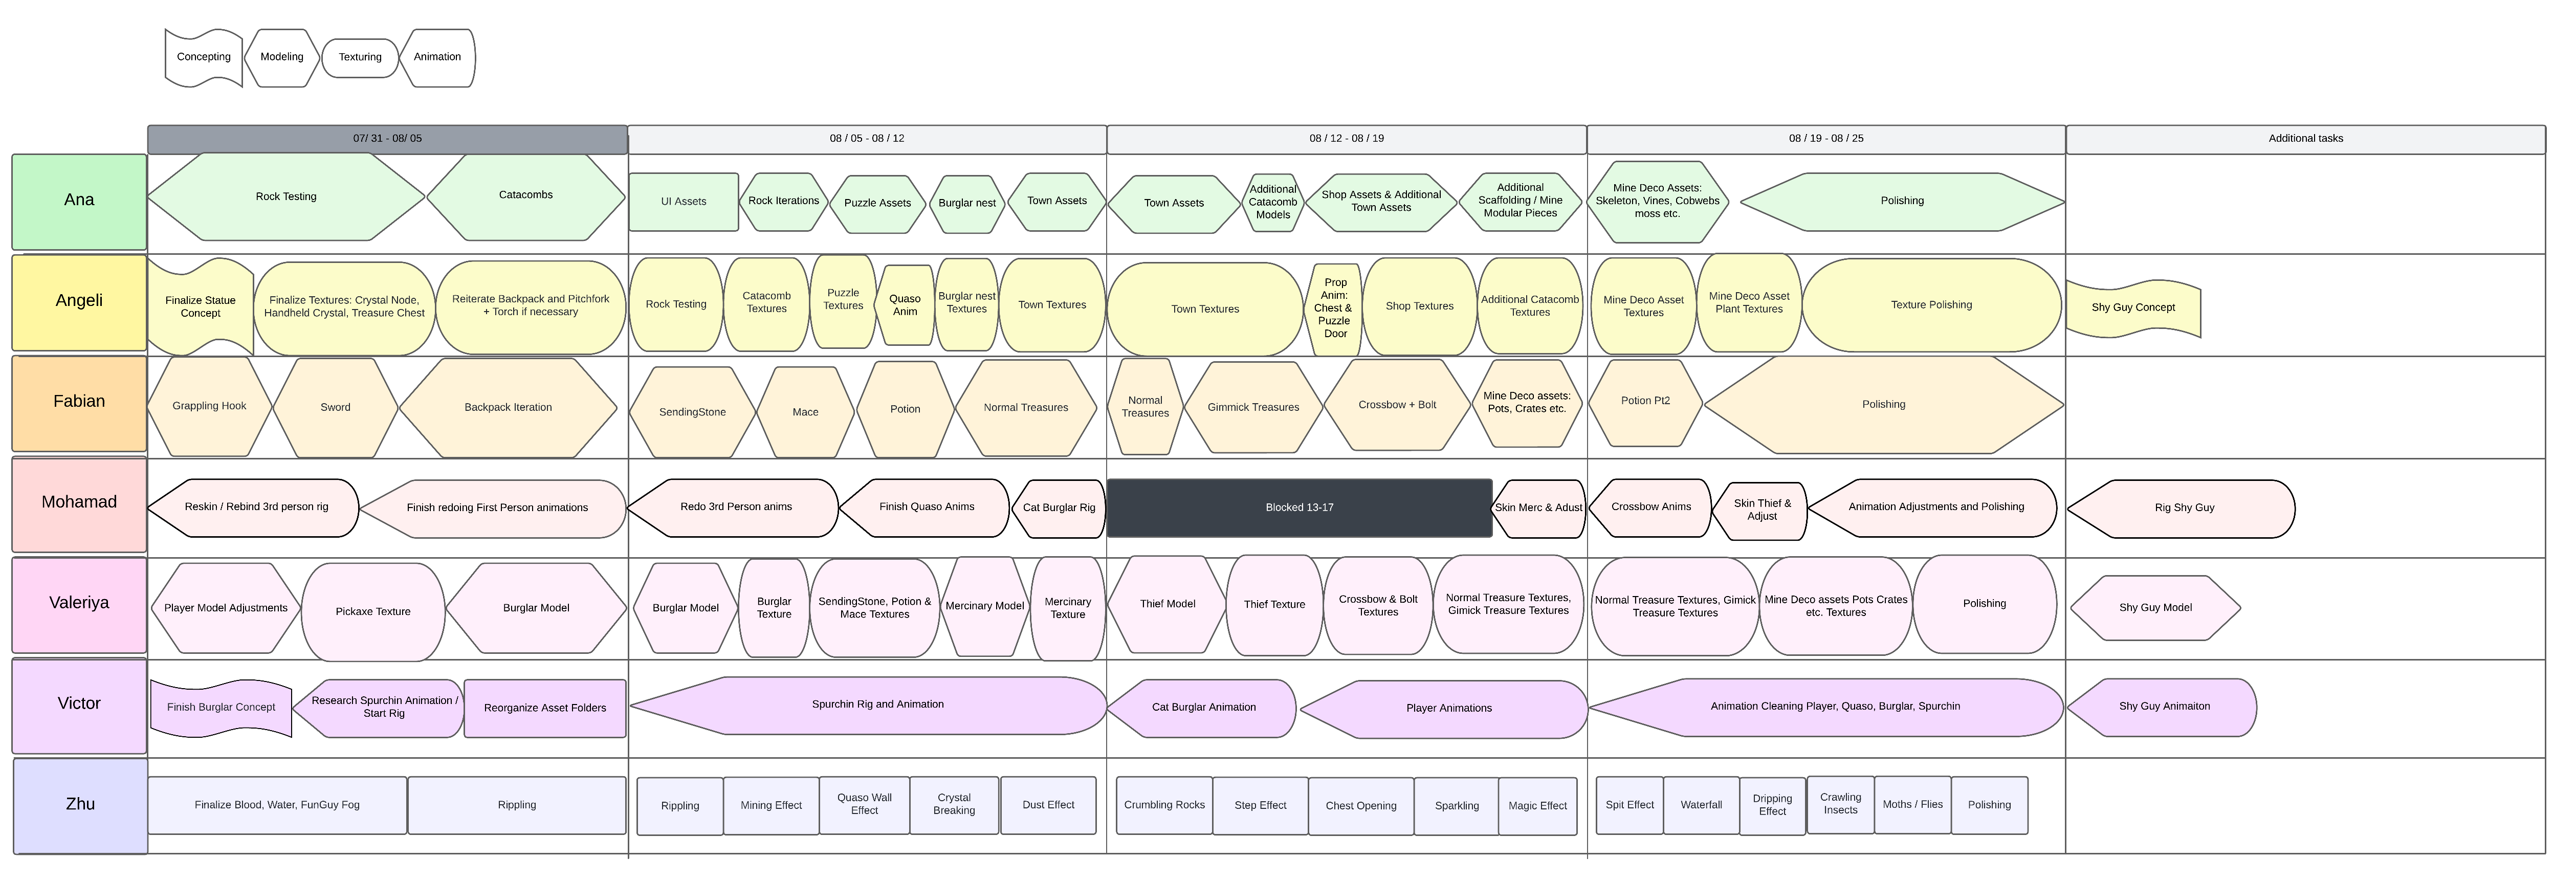 Concepting
Modeling
Texturing
Animation
07/ 31 - 08/ 05
08 / 05 - 08 / 12
08 / 12 - 08 / 19
08 / 19 - 08 / 25
Additional tasks
Ana
Rock Testing
Catacombs
UI Assets
Rock Iterations
Puzzle Assets
Burglar nest
Town Assets
Town Assets
Additional
Catacomb
Models
Shop Assets & Additional
Town Assets
Additional
Scaffolding / Mine
Modular Pieces
Mine Deco Assets:
Skeleton, Vines, Cobwebs
moss etc.
Polishing
Angeli
Finalize Statue
Concept
Finalize Textures: Crystal Node,
Handheld Crystal, Treasure Chest
Reiterate Backpack and Pitchfork
+ Torch if necessary
Rock Testing
Catacomb
Textures
Puzzle
Textures
Quaso
Anim
Burglar nest
Textures
Town Textures
Town Textures
Prop
Anim:
Chest &
Puzzle
Door
Shop Textures
Additional Catacomb
Textures
Mine Deco Asset
Textures
Mine Deco Asset
Plant Textures
Texture Polishing
Shy Guy Concept
Fabian
Grappling Hook
Sword
Backpack Iteration
SendingStone
Mace
Potion
Normal Treasures
Normal
Treasures
Gimmick Treasures
Crossbow + Bolt
Mine Deco assets:
Pots, Crates etc.
Potion Pt2
Polishing
Mohamad
Reskin / Rebind 3rd person rig
Finish redoing First Person animations
Redo 3rd Person anims
Finish Quaso Anims
Cat Burglar Rig
Blocked 13-17
Skin Merc & Adust
Crossbow Anims
Skin Thief &
Adjust
Animation Adjustments and Polishing
Rig Shy Guy
Valeriya
Player Model Adjustments
Pickaxe Texture
Burglar Model
Burglar Model
Burglar
Texture
SendingStone, Potion &
Mace Textures
Mercinary Model
Mercinary
Texture
Thief Model
Thief Texture
Crossbow & Bolt
Textures
Normal Treasure Textures,
Gimick Treasure Textures
Normal Treasure Textures, Gimick
Treasure Textures
Mine Deco assets Pots Crates
etc. Textures
Polishing
Shy Guy Model
Victor
Finish Burglar Concept
Research Spurchin Animation /
Start Rig
Reorganize Asset Folders
Spurchin Rig and Animation
Cat Burglar Animation
Player Animations
Animation Cleaning Player, Quaso, Burglar, Spurchin
Shy Guy Animaiton
Zhu
Finalize Blood, Water, FunGuy Fog
Rippling
Rippling
Mining Effect
Quaso Wall
Effect
Crystal
Breaking
Dust Effect
Crumbling Rocks
Step Effect
Chest Opening
Sparkling
Magic Effect
Spit Effect
Waterfall
Dripping
Effect
Crawling
Insects
Moths / Flies
Polishing